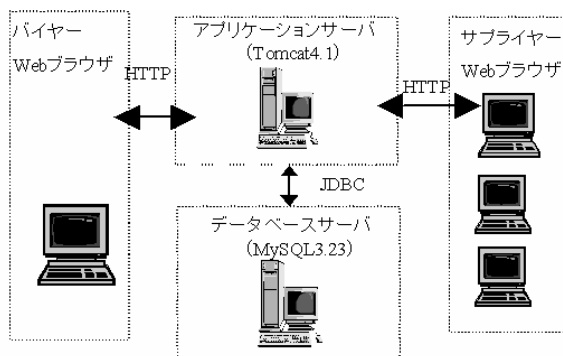 バイヤー
Webブラウザ
HTTP
アプリケーションサーバ
(Tomcat4.1)
HTTP
サプライヤー
Webブラウザ
JDBC
データベースサーバ
(MySQL3.23)